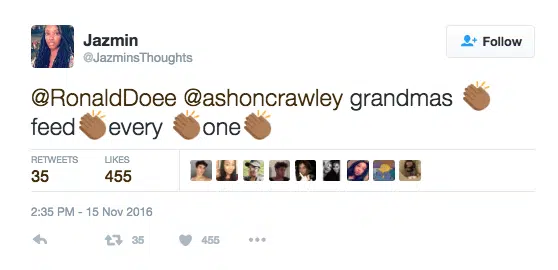 Jazmin
@JazminsThoughts
Follow
@RonaldDoee @ashoncrawley grandmas 👏🏾
feed👏🏾every 👏🏾one👏🏾
RETWEETS LIKES
35 455
2:35 PM - 15 Nov 2016
35 455